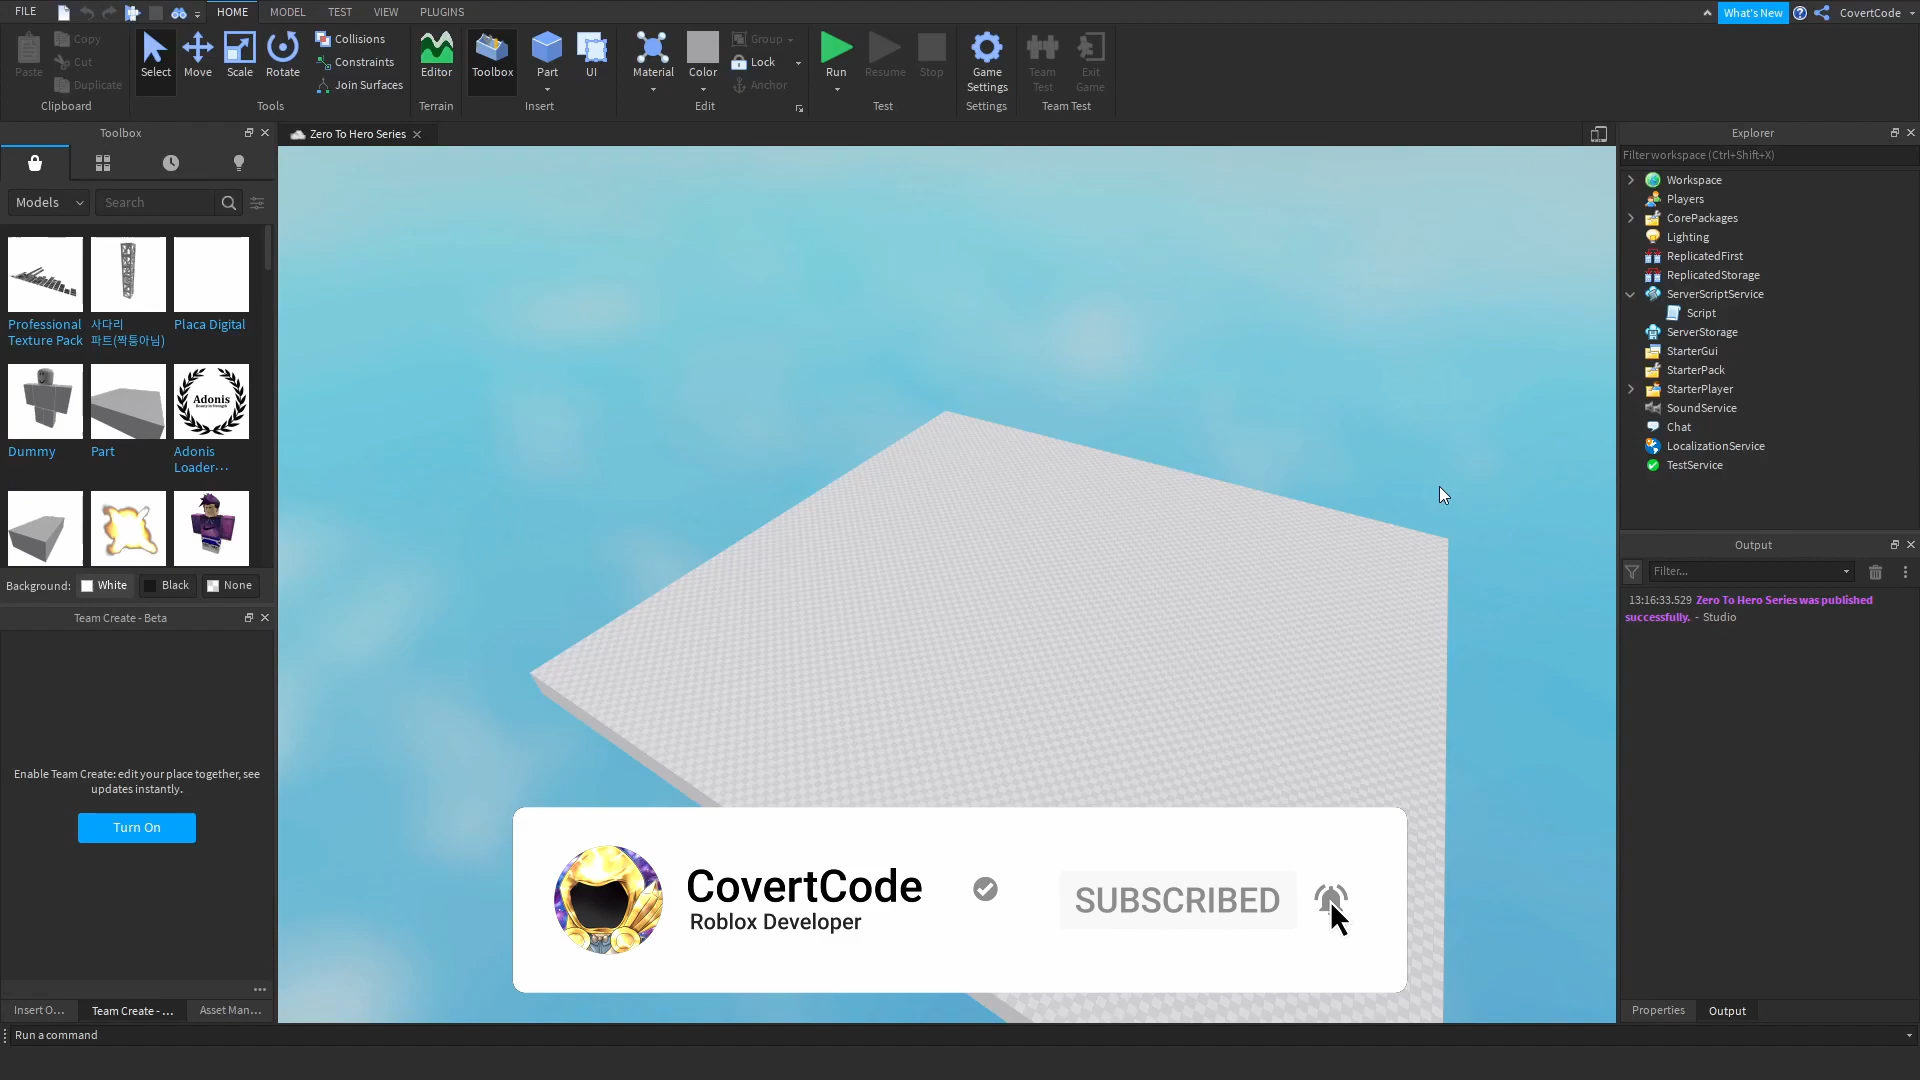 FILE
HOME
MODEL
TEST
VIEW
PLUGINS
What's New
CovertCode
Paste
Copy
Cut
Duplicate
Clipboard
Select
Move
Scale
Rotate
Collisions
Constraints
Join Surfaces
Tools
Editor
Terrain
Toolbox
Part
UI
Insert
Material
Color
Group
Lock
Anchor
Edit
Run
Resume
Stop
Test
Game
Settings
Settings
Team
Test
Exit
Game
Team Test
Toolbox
Models
Search
Professional
Texture Pack
사다리
파트(짝퉁아님)
Placa Digital
Adonis
Dummy
Part
Adonis
Loader...
Background:
White
Black
None
Team Create - Beta
Enable Team Create: edit your place together, see
updates instantly.
Turn On
Insert O...
Team Create - ...
Asset Man...
Run a command
Zero To Hero Series
CovertCode
Roblox Developer
SUBSCRIBED
Explorer
Filter workspace (Ctrl+Shift+X)
Workspace
Players
CorePackages
Lighting
ReplicatedFirst
ReplicatedStorage
ServerScriptService
Script
ServerStorage
StarterGui
StarterPack
StarterPlayer
SoundService
Chat
LocalizationService
TestService
Output
Filter...
13:16:33.529 Zero To Hero Series was published
successfully. - Studio
Properties
Output